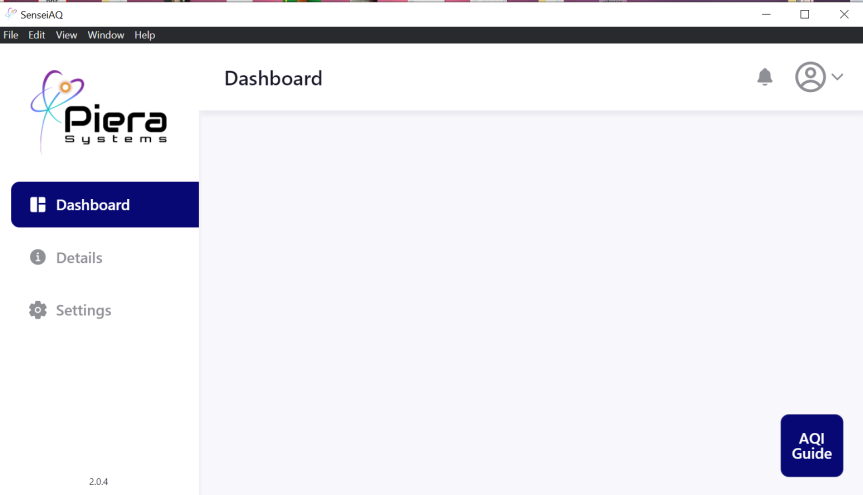 SenseiAQ
File Edit View Window Help
Piera
Systems
Dashboard
Dashboard
Details
Settings
AQI
Guide
2.0.4